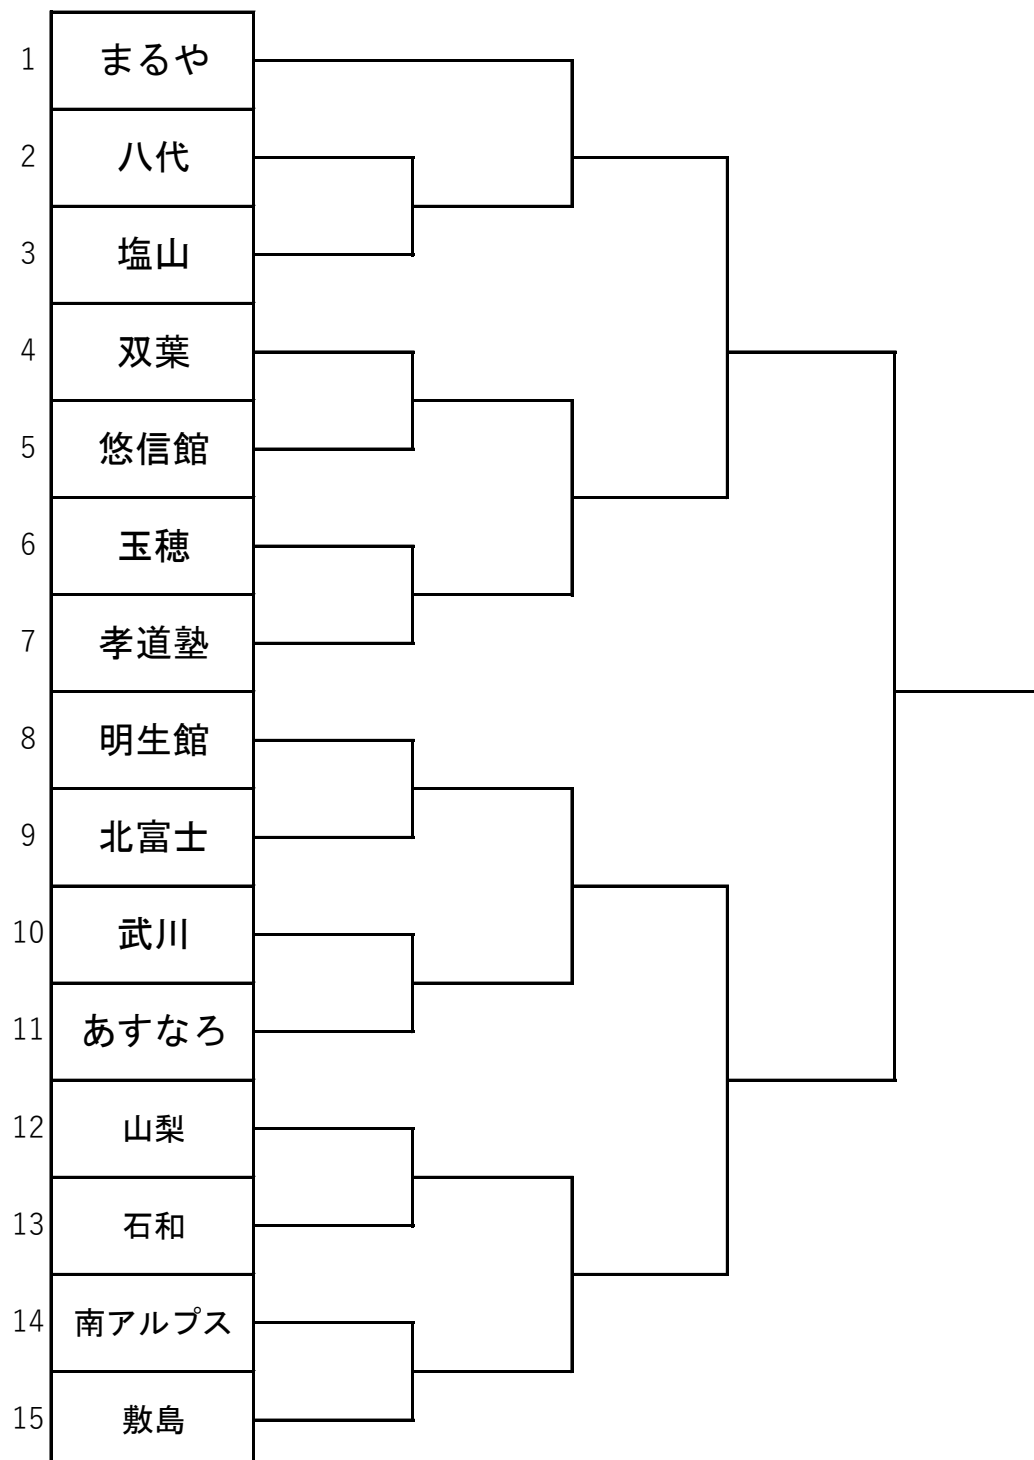 1 まるや
2 八代
3 塩山
4 双葉
5 悠信館
6 玉穂
7 孝道塾
8 明生館
9 北富士
10 武川
11 あすなろ
12 山梨
13 石和
14 南アルプス
15 敷島